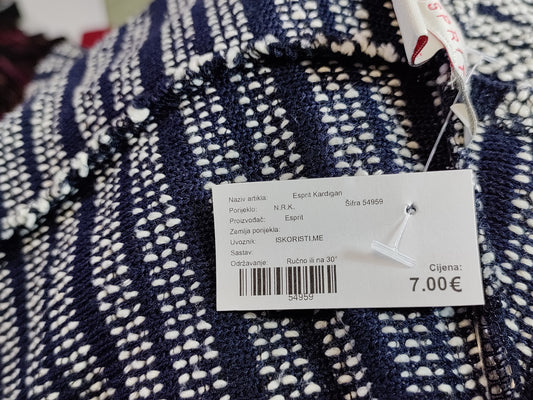 ESPRIT
Naziv artikla: Esprit Kardigan
Porijeklo: N.R.K. Šifra 54959
Proizvođač: Esprit
Zemlja porijekla:
Uvoznik: ISKORISTI.ME
Sastav:
Održavanje: Ručno ili na 30°
54959
Cijena:
7.00€